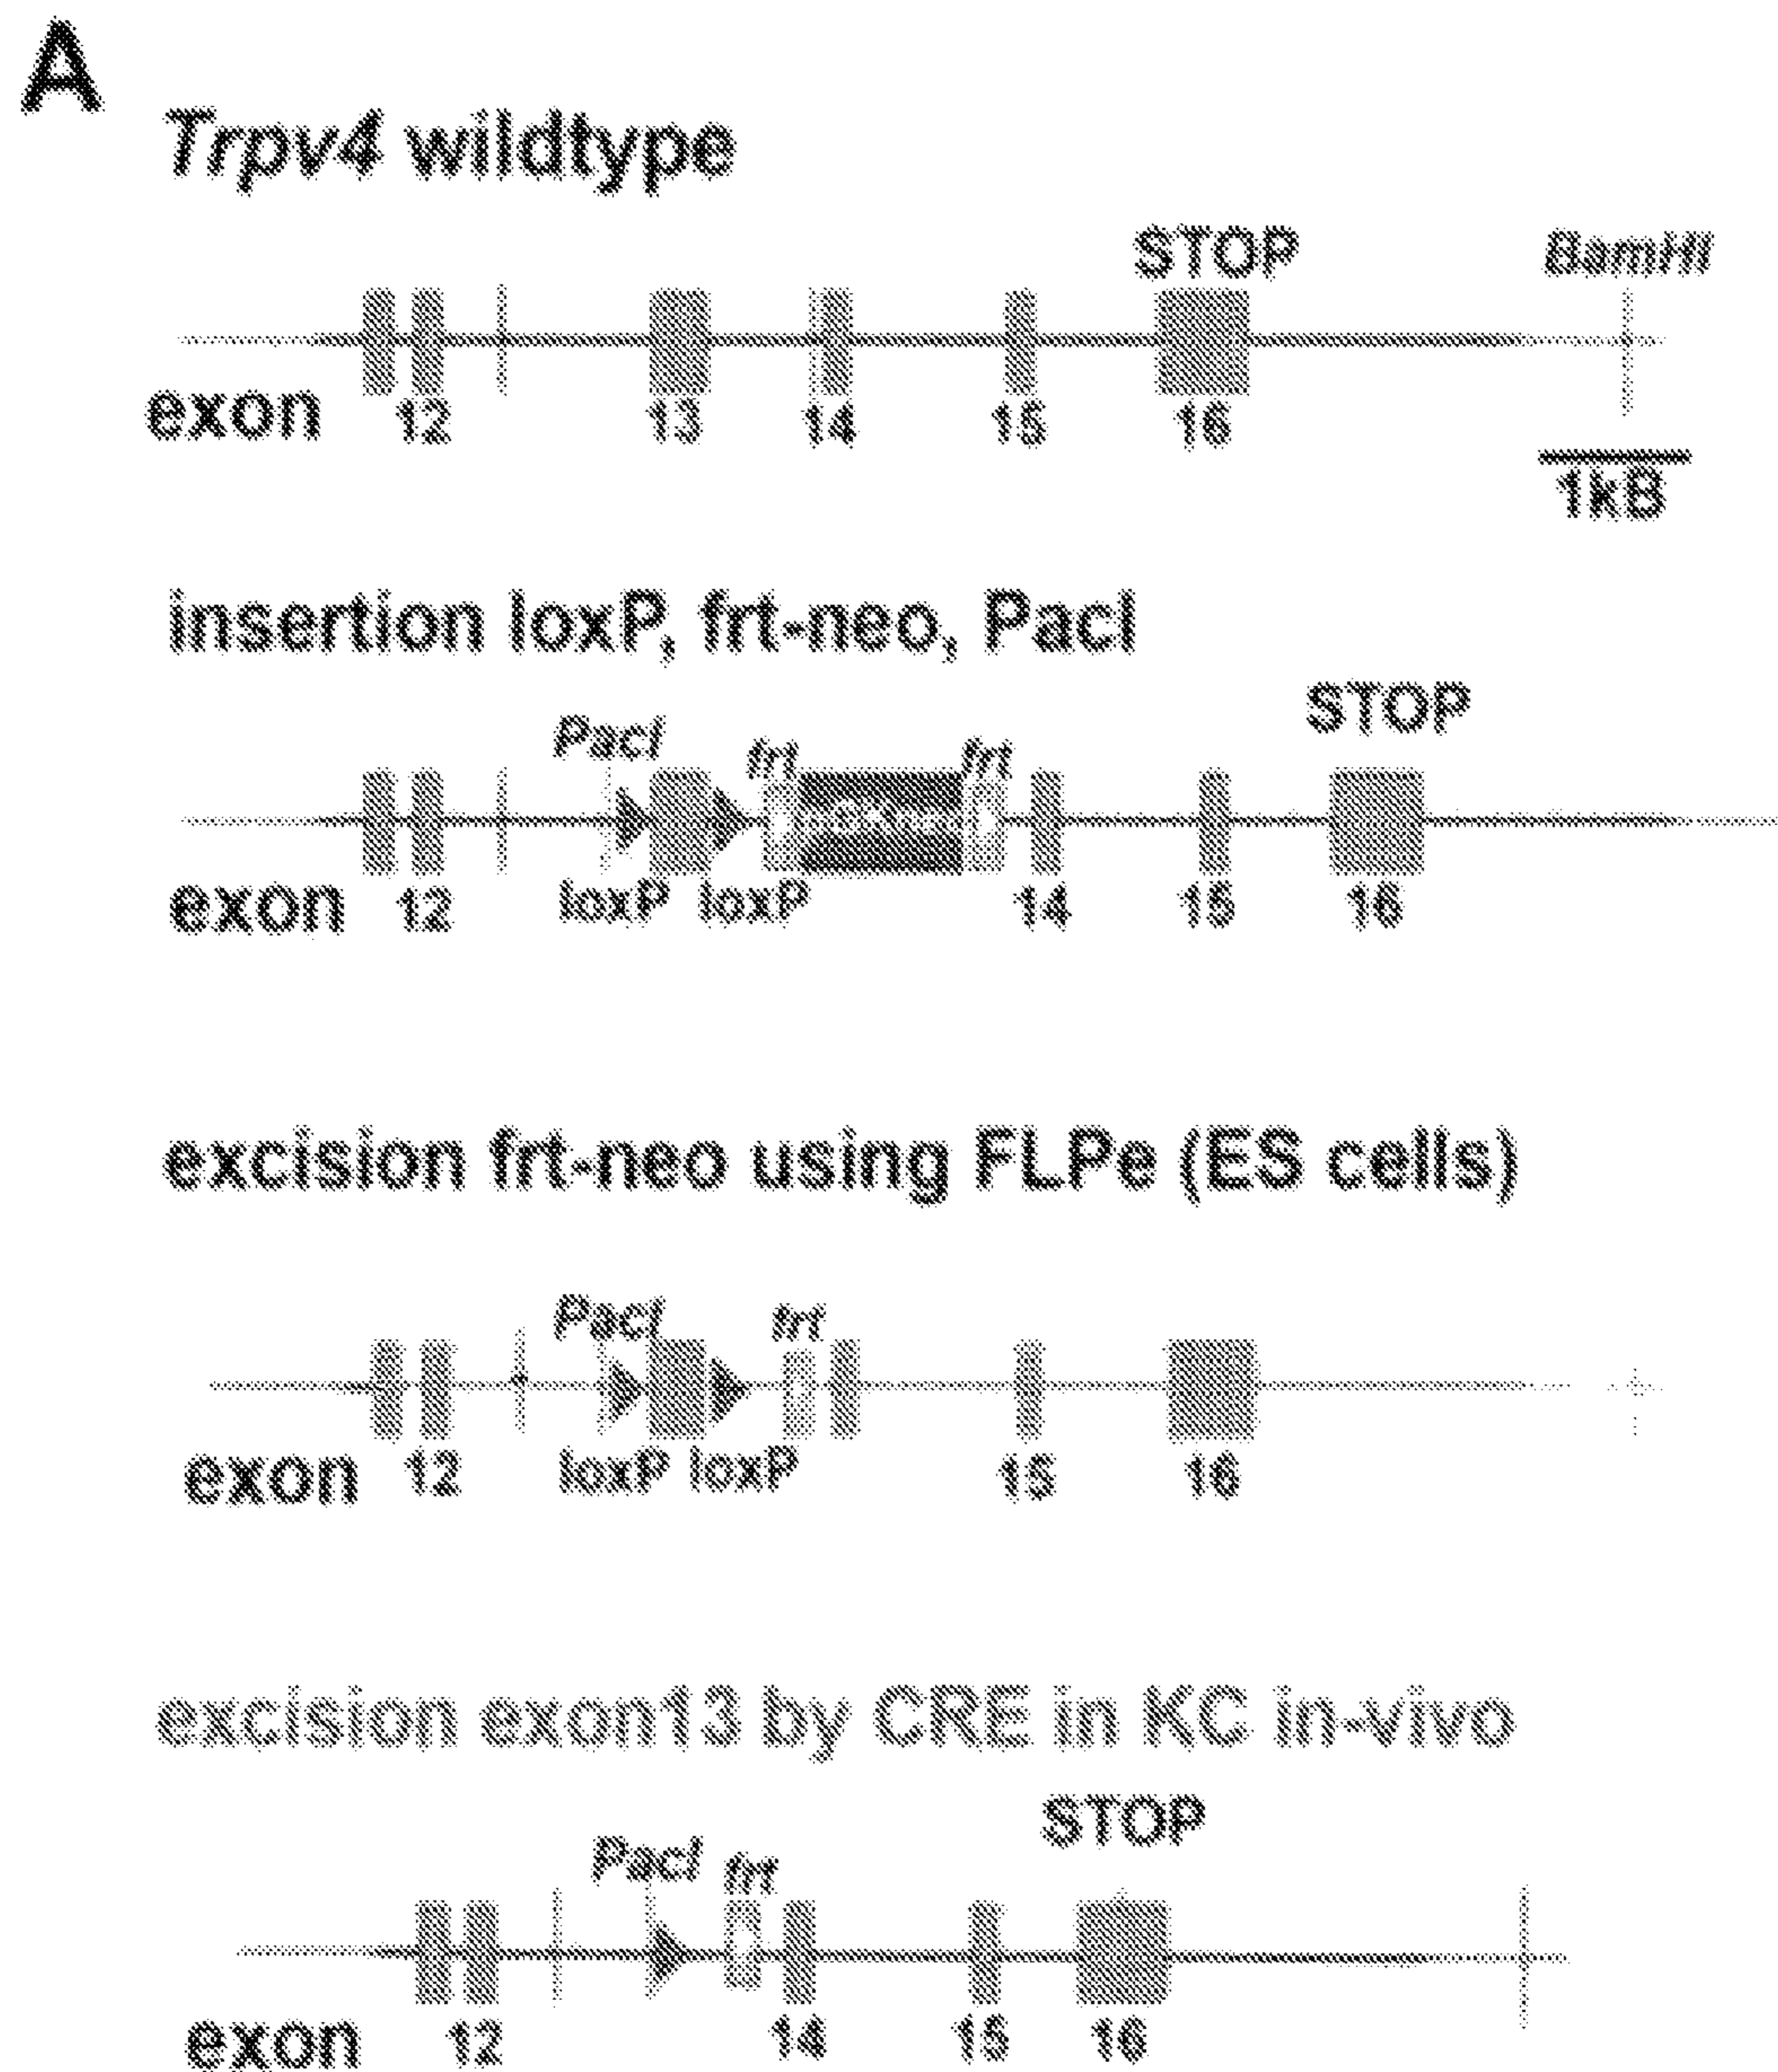 A
Trpv4 wildtype
STOP BamHI
exon 12 13 14 15 16
1kB
insertion loxP, frt-neo, PacI
STOP
PacI frt frt
exon 12 loxP loxP 14 15 16
excision frt-neo using FLPe (ES cells)
PacI frt
exon 12 loxP loxP 15 16
excision exon13 by CRE in KC in-vivo
STOP
PacI frt
exon 12 14 15 16